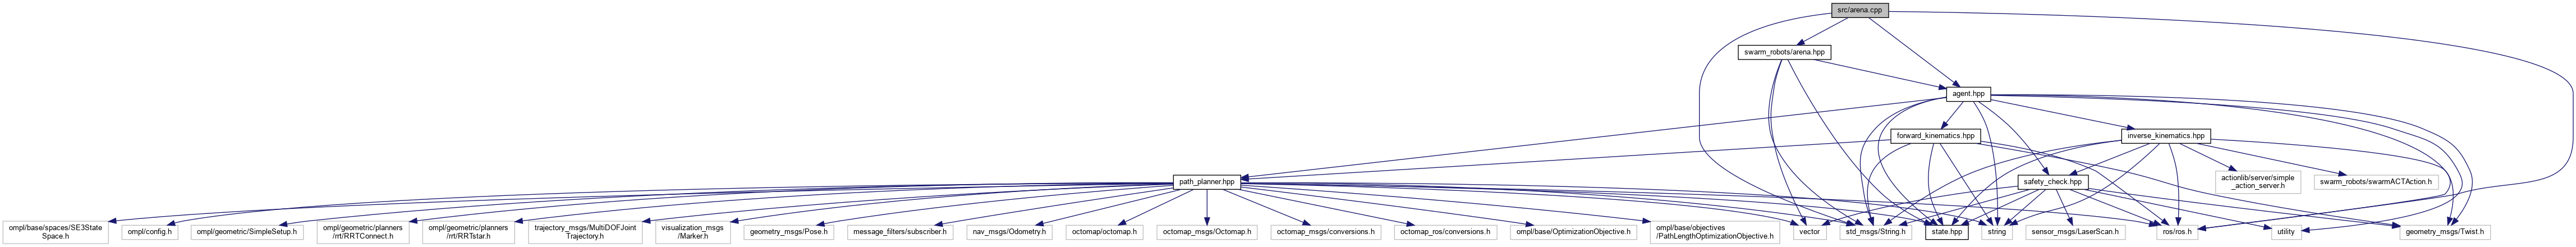 src/arena.cpp
swarm_robots/arena.hpp
agent.hpp
forward_kinematics.hpp
inverse_kinematics.hpp
path_planner.hpp
safety_check.hpp
actionlib/server/simple
_action_server.h
swarm_robots/swarmACTAction.h
ompl/base/spaces/SE3State
Space.h
ompl/config.h
ompl/geometric/SimpleSetup.h
ompl/geometric/planners
/rrt/RRTConnect.h
ompl/geometric/planners
/rrt/RRTstar.h
trajectory_msgs/MultiDOFJoint
Trajectory.h
visualization_msgs
/Marker.h
geometry_msgs/Pose.h
message_filters/subscriber.h
nav_msgs/Odometry.h
octomap/octomap.h
octomap_msgs/Octomap.h
octomap_msgs/conversions.h
octomap_ros/conversions.h
ompl/base/OptimizationObjective.h
ompl/base/objectives
/PathLengthOptimizationObjective.h
vector
std_msgs/String.h
state.hpp
string
sensor_msgs/LaserScan.h
ros/ros.h
utility
geometry_msgs/Twist.h